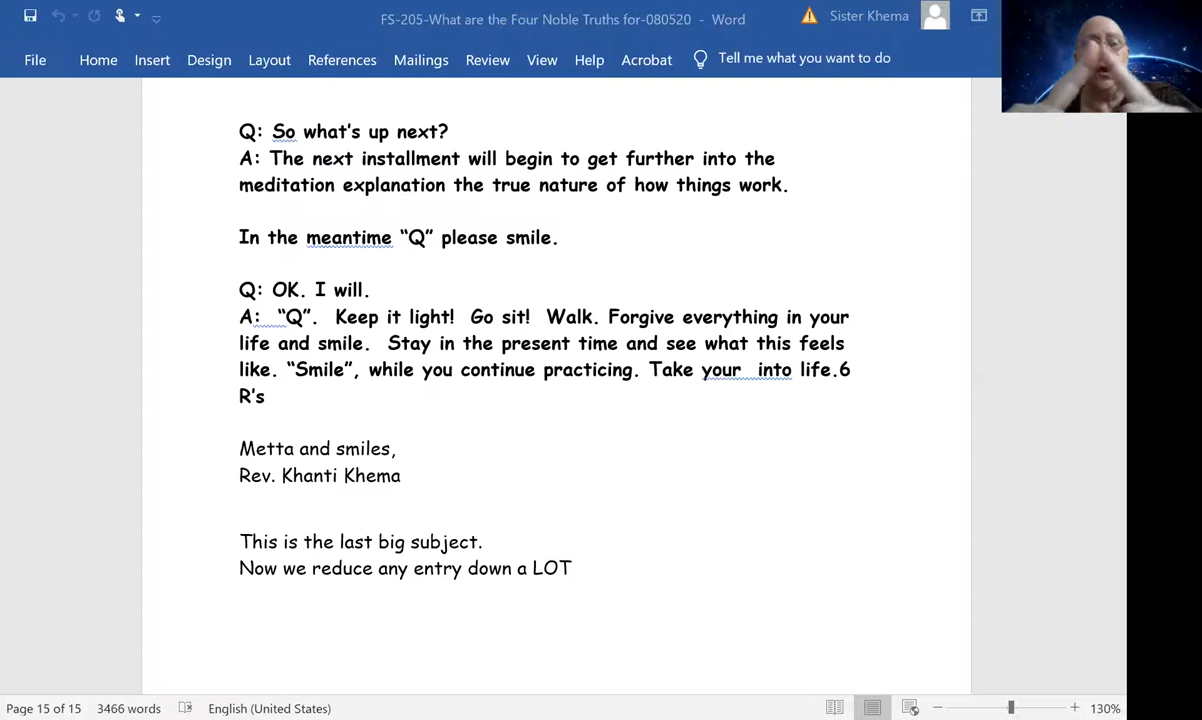 FS-205-What are the Four Noble Truths for-080520 - Word
Sister Khema
File Home Insert Design Layout References Mailings Review View Help Acrobat Tell me what you want to do
Q: So what's up next?
A: The next installment will begin to get further into the
meditation explanation the true nature of how things work.
In the meantime “Q” please smile.
Q: OK. I will.
A: “Q”. Keep it light! Go sit! Walk. Forgive everything in your
life and smile. Stay in the present time and see what this feels
like. “Smile”, while you continue practicing. Take your into life.6
R's
Metta and smiles,
Rev. Khanti Khema
This is the last big subject.
Now we reduce any entry down a LOT
Page 15 of 15 3466 words English (United States) 130%